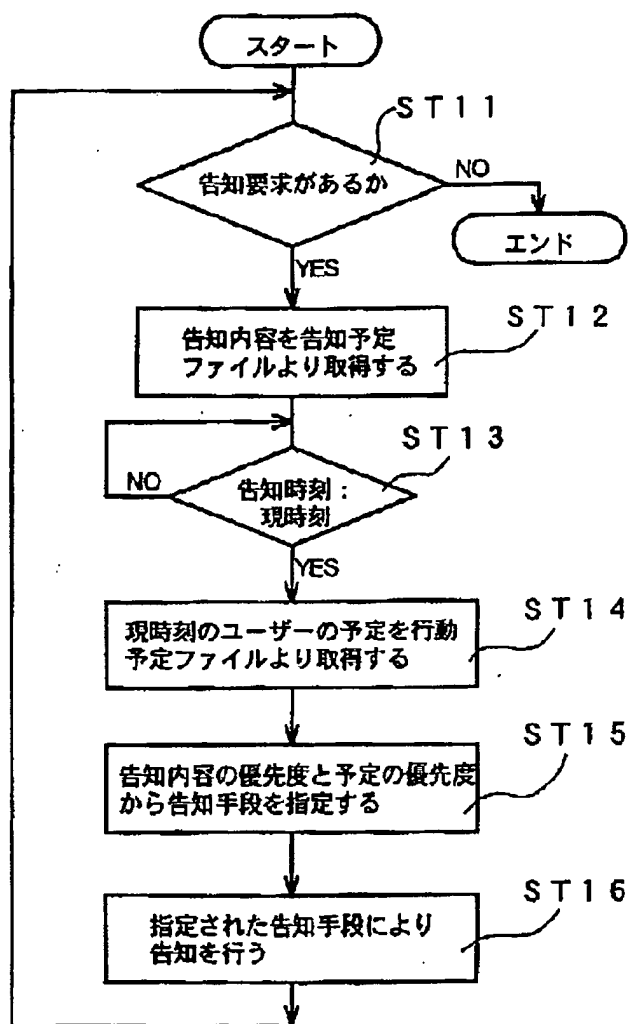 スタート
ST11
告知要求があるか
NO
エンド
YES
ST12
告知内容を告知予定
ファイルより取得する
ST13
NO
告知時刻：
現時刻
YES
ST14
現時刻のユーザーの予定を行動
予定ファイルより取得する
ST15
告知内容の優先度と予定の優先度
から告知手段を指定する
ST16
指定された告知手段により
告知を行う